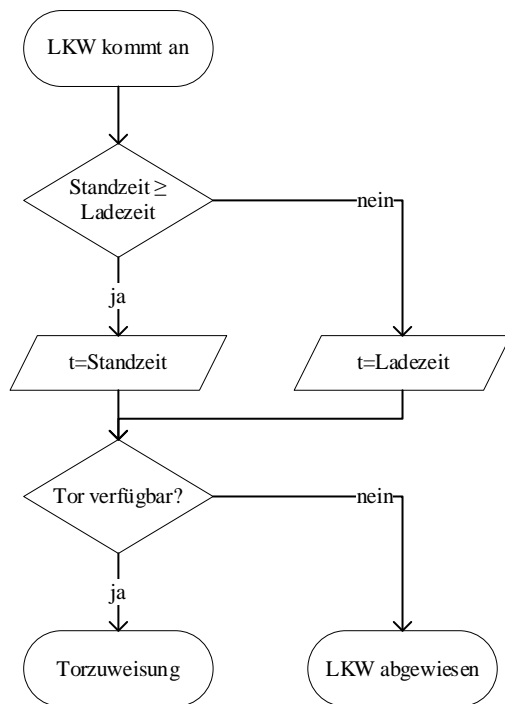 LKW kommt an
Standzeit ≥
Ladezeit
nein
ja
t=Standzeit
t=Ladezeit
Tor verfügbar?
nein
ja
Torzuweisung
LKW abgewiesen